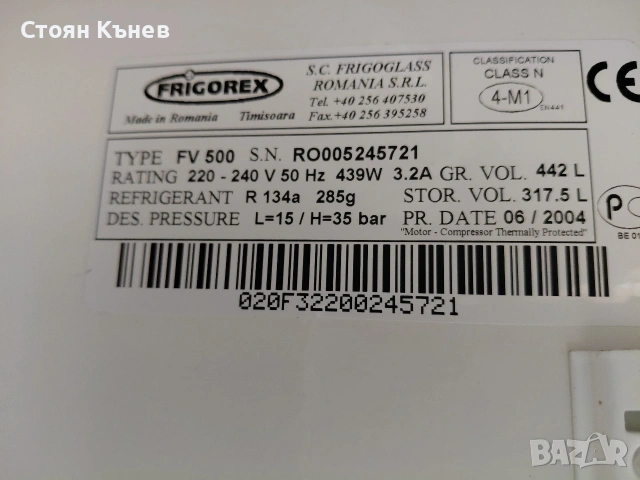 Стоян Кънев
FRIGOREX
Made in Romania Timisoara
S.C. FRIGOGLASS
ROMANIA S.R.L.
Tel. +40 256 407530
Fax.+40 256 395258
CLASSIFICATION
CLASS N
4-M1
EN441
CE
TYPE FV 500 S.N. RO005245721
RATING 220 - 240 V 50 Hz 439W 3.2A GR. VOL. 442 L
REFRIGERANT R 134a 285g STOR. VOL. 317.5 L
DES. PRESSURE L=15 / H=35 bar PR. DATE 06 / 2004
"Motor - Compressor Thermally Protected"
BE 01
020F32200245721
BAZAR